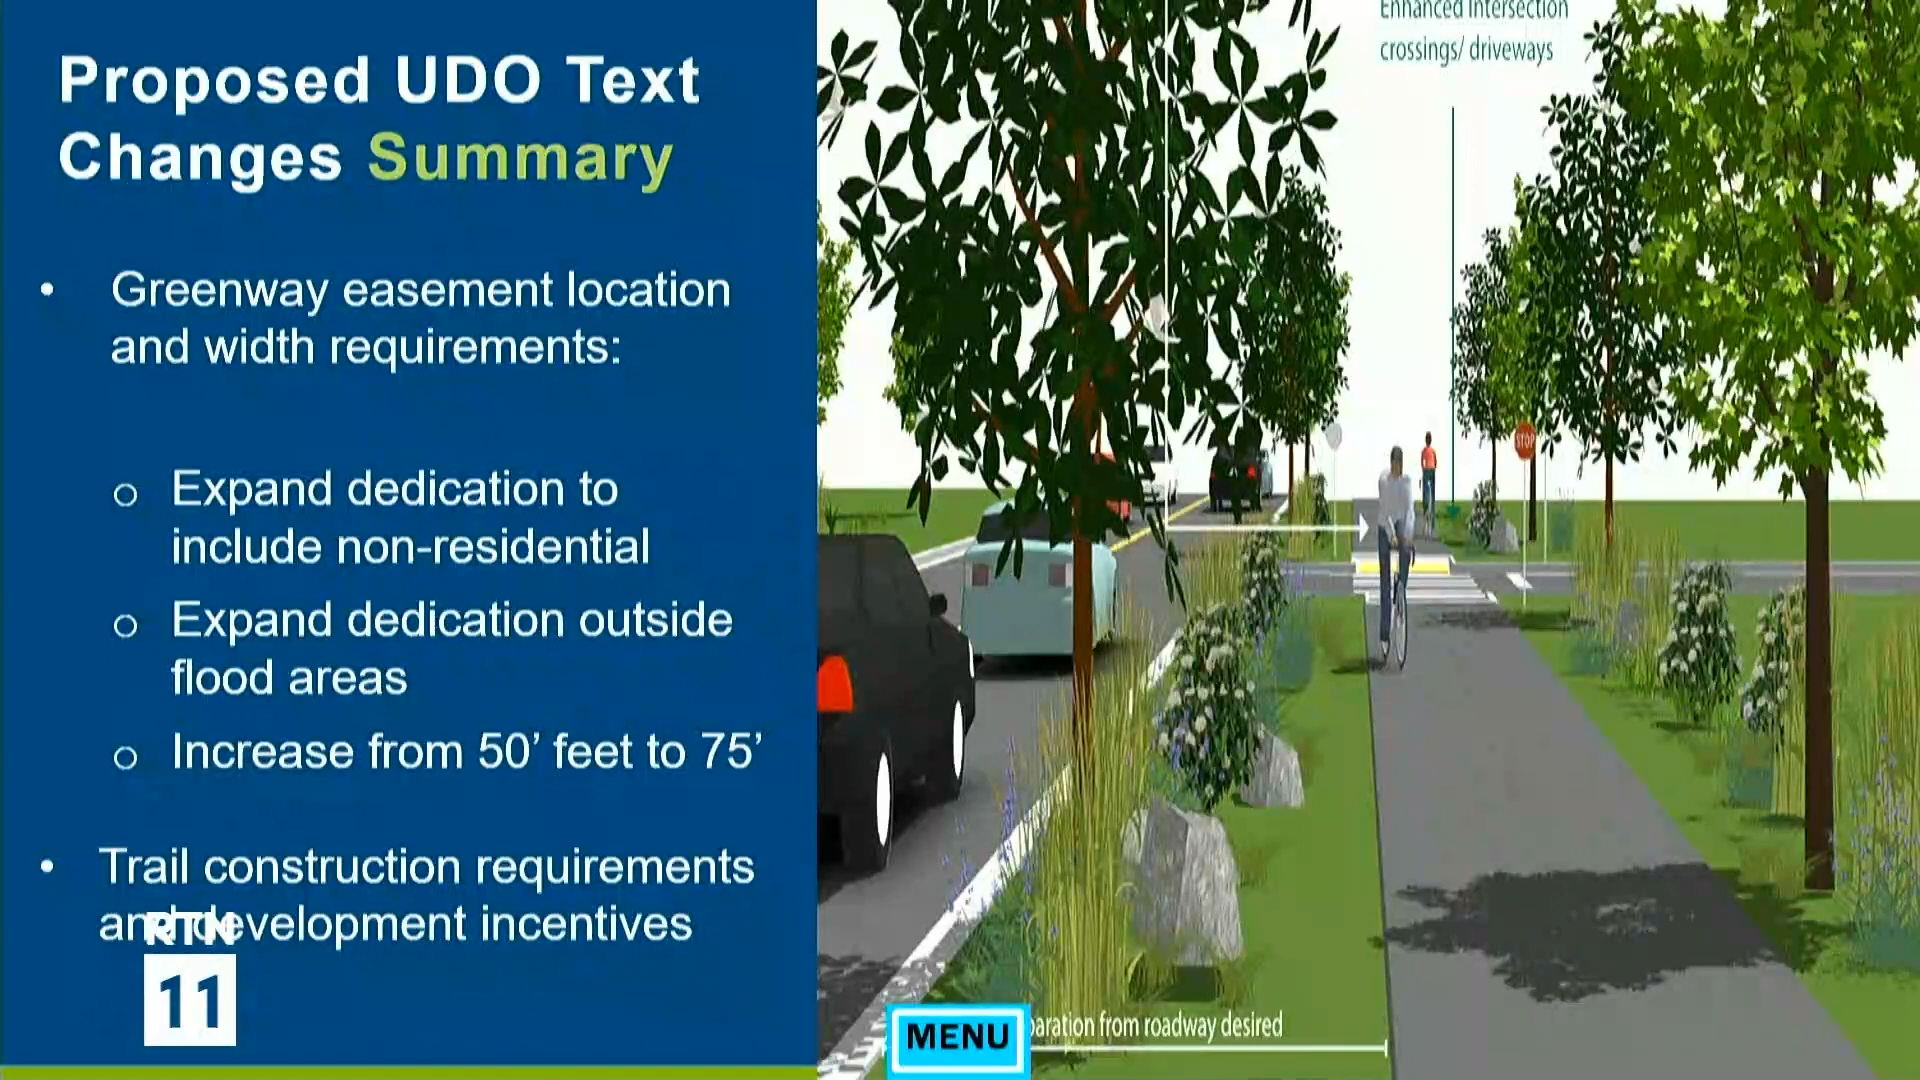 Proposed UDO Text
Changes Summary
• Greenway easement location
and width requirements:
o Expand dedication to
include non-residential
o Expand dedication outside
flood areas
o Increase from 50’ feet to 75’
• Trail construction requirements
and development incentives
RTN
11
Enhanced intersection
crossings/ driveways
STOP
MENU
from roadway desired